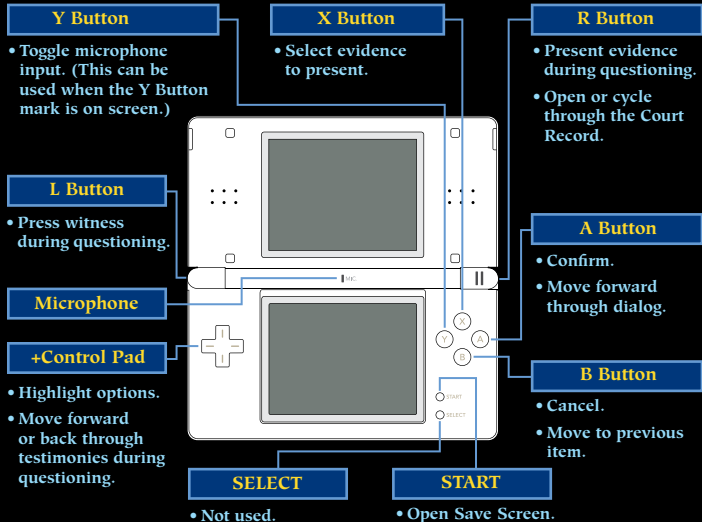 Y Button
• Toggle microphone
input. (This can be
used when the Y Button
mark is on screen.)
X Button
• Select evidence
to present.
R Button
• Present evidence
during questioning.
• Open or cycle
through the Court
Record.
L Button
• Press witness
during questioning.
A Button
• Confirm.
• Move forward
through dialog.
Microphone
MIC
+Control Pad
• Highlight options.
• Move forward
or back through
testimonies during
questioning.
X
Y
A
B
START
SELECT
B Button
• Cancel.
• Move to previous
item.
SELECT
• Not used.
START
• Open Save Screen.